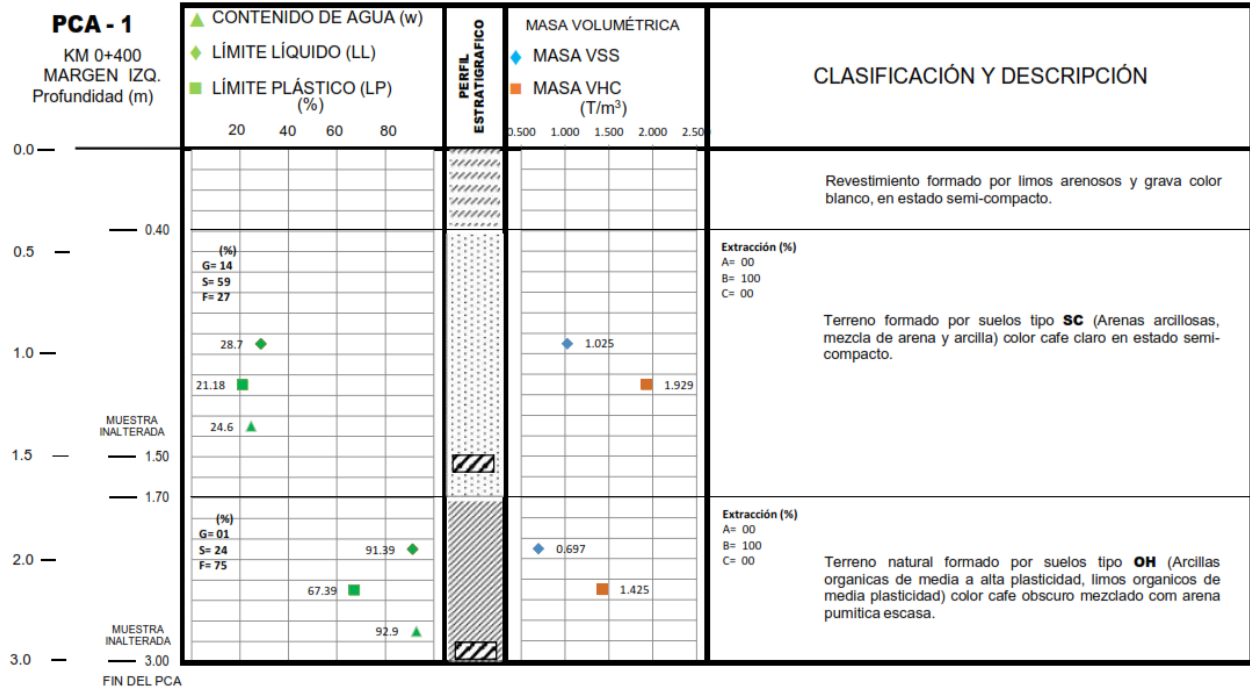 PCA - 1
KM 0+400
MARGEN IZQ.
Profundidad (m)
CONTENIDO DE AGUA (w)
LÍMITE LÍQUIDO (LL)
LÍMITE PLÁSTICO (LP)
(%)
20 40 60 80
PERFIL
ESTRATIGRAFICO
MASA VOLUMÉTRICA
MASA VSS
MASA VHC
(T/m³)
0.500 1.000 1.500 2.000 2.500
CLASIFICACIÓN Y DESCRIPCIÓN
0.0
Revestimiento formado por limos arenosos y grava color
blanco, en estado semi-compacto.
0.40
0.5
(%)
G= 14
S= 59
F= 27
Extracción (%)
A= 00
B= 100
C= 00
Terreno formado por suelos tipo SC (Arenas arcillosas,
mezcla de arena y arcilla) color cafe claro en estado semi-
compacto.
1.0
28.7
1.025
21.18
1.929
24.6
MUESTRA
INALTERADA
1.5
1.50
1.70
(%)
G= 01
S= 24
F= 75
91.39
0.697
Extracción (%)
A= 00
B= 100
C= 00
2.0
67.39
1.425
Terreno natural formado por suelos tipo OH (Arcillas
organicas de media a alta plasticidad, limos organicos de
media plasticidad) color cafe obscuro mezclado com arena
pumitica escasa.
92.9
MUESTRA
INALTERADA
3.0
3.00
FIN DEL PCA